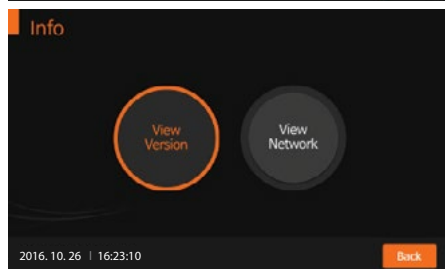 Info
View
Version
View
Network
2016. 10. 26 | 16:23:10
Back